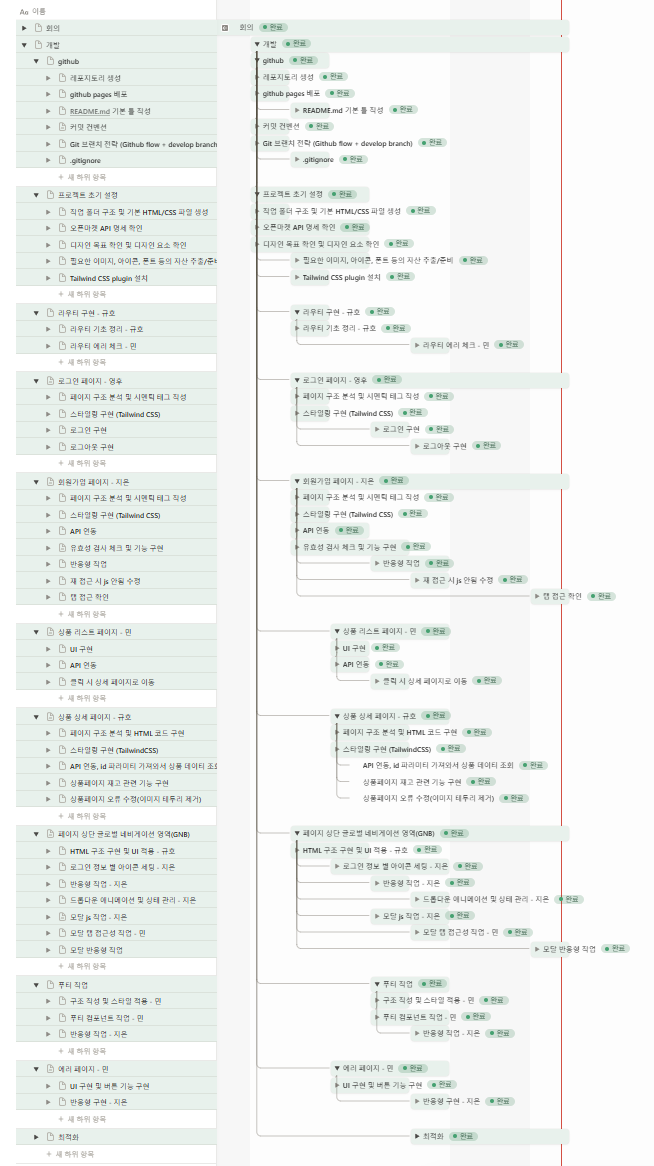 Aa 이름
회의
개발
github
레포지토리 생성
github pages 배포
README.md 기본 틀 작성
커밋 컨벤션
Git 브랜치 전략 (Github flow + develop branch
.gitignore
+ 새 하위 항목
프로젝트 초기 설정
작업 폴더 구조 및 기본 HTML/CSS 파일 생성
오픈마켓 API 명세 확인
디자인 목표 확인 및 디자인 요소 확인
필요한 이미지, 아이콘, 폰트 등의 자산 추출/준비
Tailwind CSS plugin 설치
+ 새 하위 항목
라우터 구현 - 규호
라우터 기초 정리 - 규호
라우터 에러 체크 - 민
+ 새 하위 항목
로그인 페이지 - 영후
페이지 구조 분석 및 시멘틱 태그 작성
스타일링 구현 (Tailwind CSS)
로그인 구현
로그아웃 구현
+ 새 하위 항목
회원가입 페이지 - 지은
페이지 구조 분석 및 시멘틱 태그 작성
스타일링 구현 (Tailwind CSS)
API 연동
유효성 검사 체크 및 기능 구현
반응형 작업
재 접근 시 js 안됨 수정
탭 접근 확인
+ 새 하위 항목
상품 리스트 페이지 - 민
UI 구현
API 연동
클릭 시 상세 페이지로 이동
+ 새 하위 항목
상품 상세 페이지 - 규호
페이지 구조 분석 및 HTML 코드 구현
스타일링 구현 (TailwindCSS)
API 연동, id 파라미터 가져와서 상품 데이터 조회
상품페이지 재고 관련 기능 구현
상품페이지 오류 수정(이미지 테두리 제거)
+ 새 하위 항목
페이지 상단 글로벌 네비게이션 영역(GNB)
HTML 구조 구현 및 UI 적용 - 규호
로그인 정보 별 아이콘 세팅 - 지은
반응형 작업 - 지은
드롭다운 애니메이션 및 상태 관리 - 지은
모달 js 작업 - 지은
모달 탭 접근성 작업 - 민
모달 반응형 작업
+ 새 하위 항목
푸터 작업
구조 작성 및 스타일 적용 - 민
푸터 컴포넌트 작업 - 민
반응형 작업 - 지은
+ 새 하위 항목
에러 페이지 - 민
UI 구현 및 버튼 기능 구현
반응형 구현 - 지은
+ 새 하위 항목
최적화
+ 새 하위 항목
회의 완료
개발 완료
github 완료
레포지토리 생성 완료
github pages 배포 완료
README.md 기본 틀 작성 완료
커밋 컨벤션 완료
Git 브랜치 전략 (Github flow + develop branch) 완료
.gitignore 완료
프로젝트 초기 설정 완료
작업 폴더 구조 및 기본 HTML/CSS 파일 생성 완료
오픈마켓 API 명세 확인 완료
디자인 목표 확인 및 디자인 요소 확인 완료
필요한 이미지, 아이콘, 폰트 등의 자산 추출/준비 완료
Tailwind CSS plugin 설치 완료
라우터 구현 - 규호 완료
라우터 기초 정리 - 규호 완료
라우터 에러 체크 - 민 완료
로그인 페이지 - 영후 완료
페이지 구조 분석 및 시멘틱 태그 작성 완료
스타일링 구현 (Tailwind CSS) 완료
로그인 구현 완료
로그아웃 구현 완료
회원가입 페이지 - 지은 완료
페이지 구조 분석 및 시멘틱 태그 작성 완료
스타일링 구현 (Tailwind CSS) 완료
API 연동 완료
유효성 검사 체크 및 기능 구현 완료
반응형 작업 완료
재 접근 시 js 안됨 수정 완료
탭 접근 확인 완료
상품 리스트 페이지 - 민 완료
UI 구현 완료
API 연동 완료
클릭 시 상세 페이지로 이동 완료
상품 상세 페이지 - 규호 완료
페이지 구조 분석 및 HTML 코드 구현 완료
스타일링 구현 (TailwindCSS) 완료
API 연동, id 파라미터 가져와서 상품 데이터 조회 완료
상품페이지 재고 관련 기능 구현 완료
상품페이지 오류 수정(이미지 테두리 제거) 완료
페이지 상단 글로벌 네비게이션 영역(GNB) 완료
HTML 구조 구현 및 UI 적용 - 규호 완료
로그인 정보 별 아이콘 세팅 - 지은 완료
반응형 작업 - 지은 완료
드롭다운 애니메이션 및 상태 관리 - 지은 완료
모달 js 작업 - 지은 완료
모달 탭 접근성 작업 - 민 완료
모달 반응형 작업 완료
푸터 작업 완료
구조 작성 및 스타일 적용 - 민 완료
푸터 컴포넌트 작업 - 민 완료
반응형 작업 - 지은 완료
에러 페이지 - 민 완료
UI 구현 및 버튼 기능 구현 완료
반응형 구현 - 지은 완료
최적화 완료